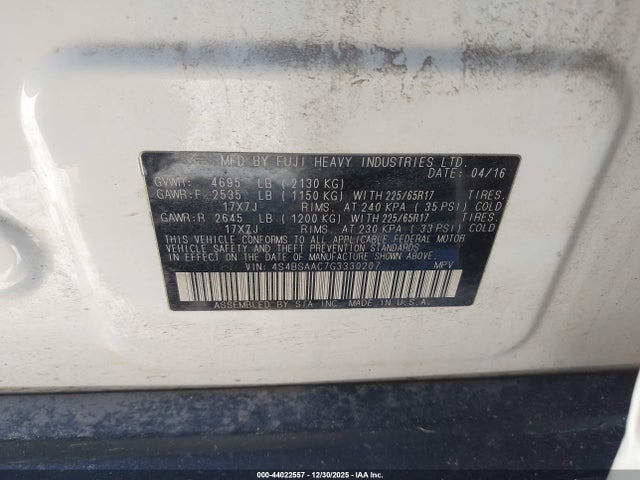 MFD BY FUJI HEAVY INDUSTRIES LTD.
DATE: 04/16
GVWR: 4695 LB ( 2130 KG)
GAWR:F 2535 LB ( 1150 KG) WITH 225/65R17 TIRES.
17X7J RIMS. AT 240 KPA ( 35 PSI) COLD
GAWR:R 2645 LB ( 1200 KG) WITH 225/65R17 TIRES.
17X7J RIMS. AT 230 KPA ( 33 PSI) COLD
THIS VEHICLE CONFORMS TO ALL APPLICABLE FEDERAL MOTOR
VEHICLE SAFETY AND THEFT PREVENTION STANDARDS
IN EFFECT ON THE DATE OF MANUFACTURE SHOWN ABOVE.
VIN: 4S4BSAAC7G3330207 MPV
ASSEMBLED BY SIA INC. MADE IN U.S.A.
000-44022557 - 12/30/2025 - IAA